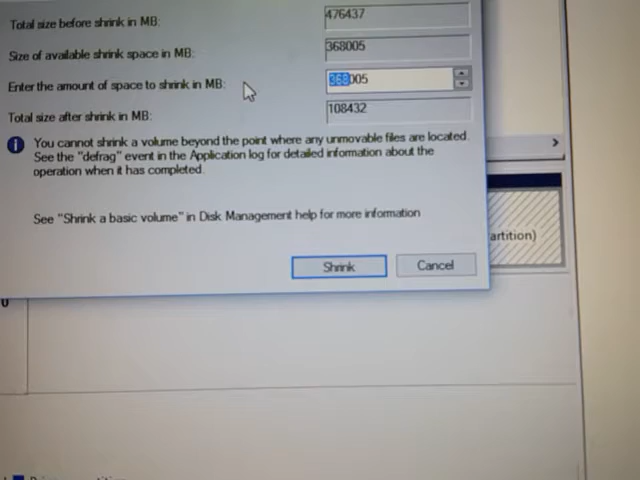 Total size before shrink in MB: 476437
Size of available shrink space in MB: 368005
Enter the amount of space to shrink in MB: 368005
Total size after shrink in MB: 108432
You cannot shrink a volume beyond the point where any unmovable files are located.
See the "defrag" event in the Application log for detailed information about the
operation when it has completed.
See "Shrink a basic volume" in Disk Management help for more information
artition)
Shrink Cancel